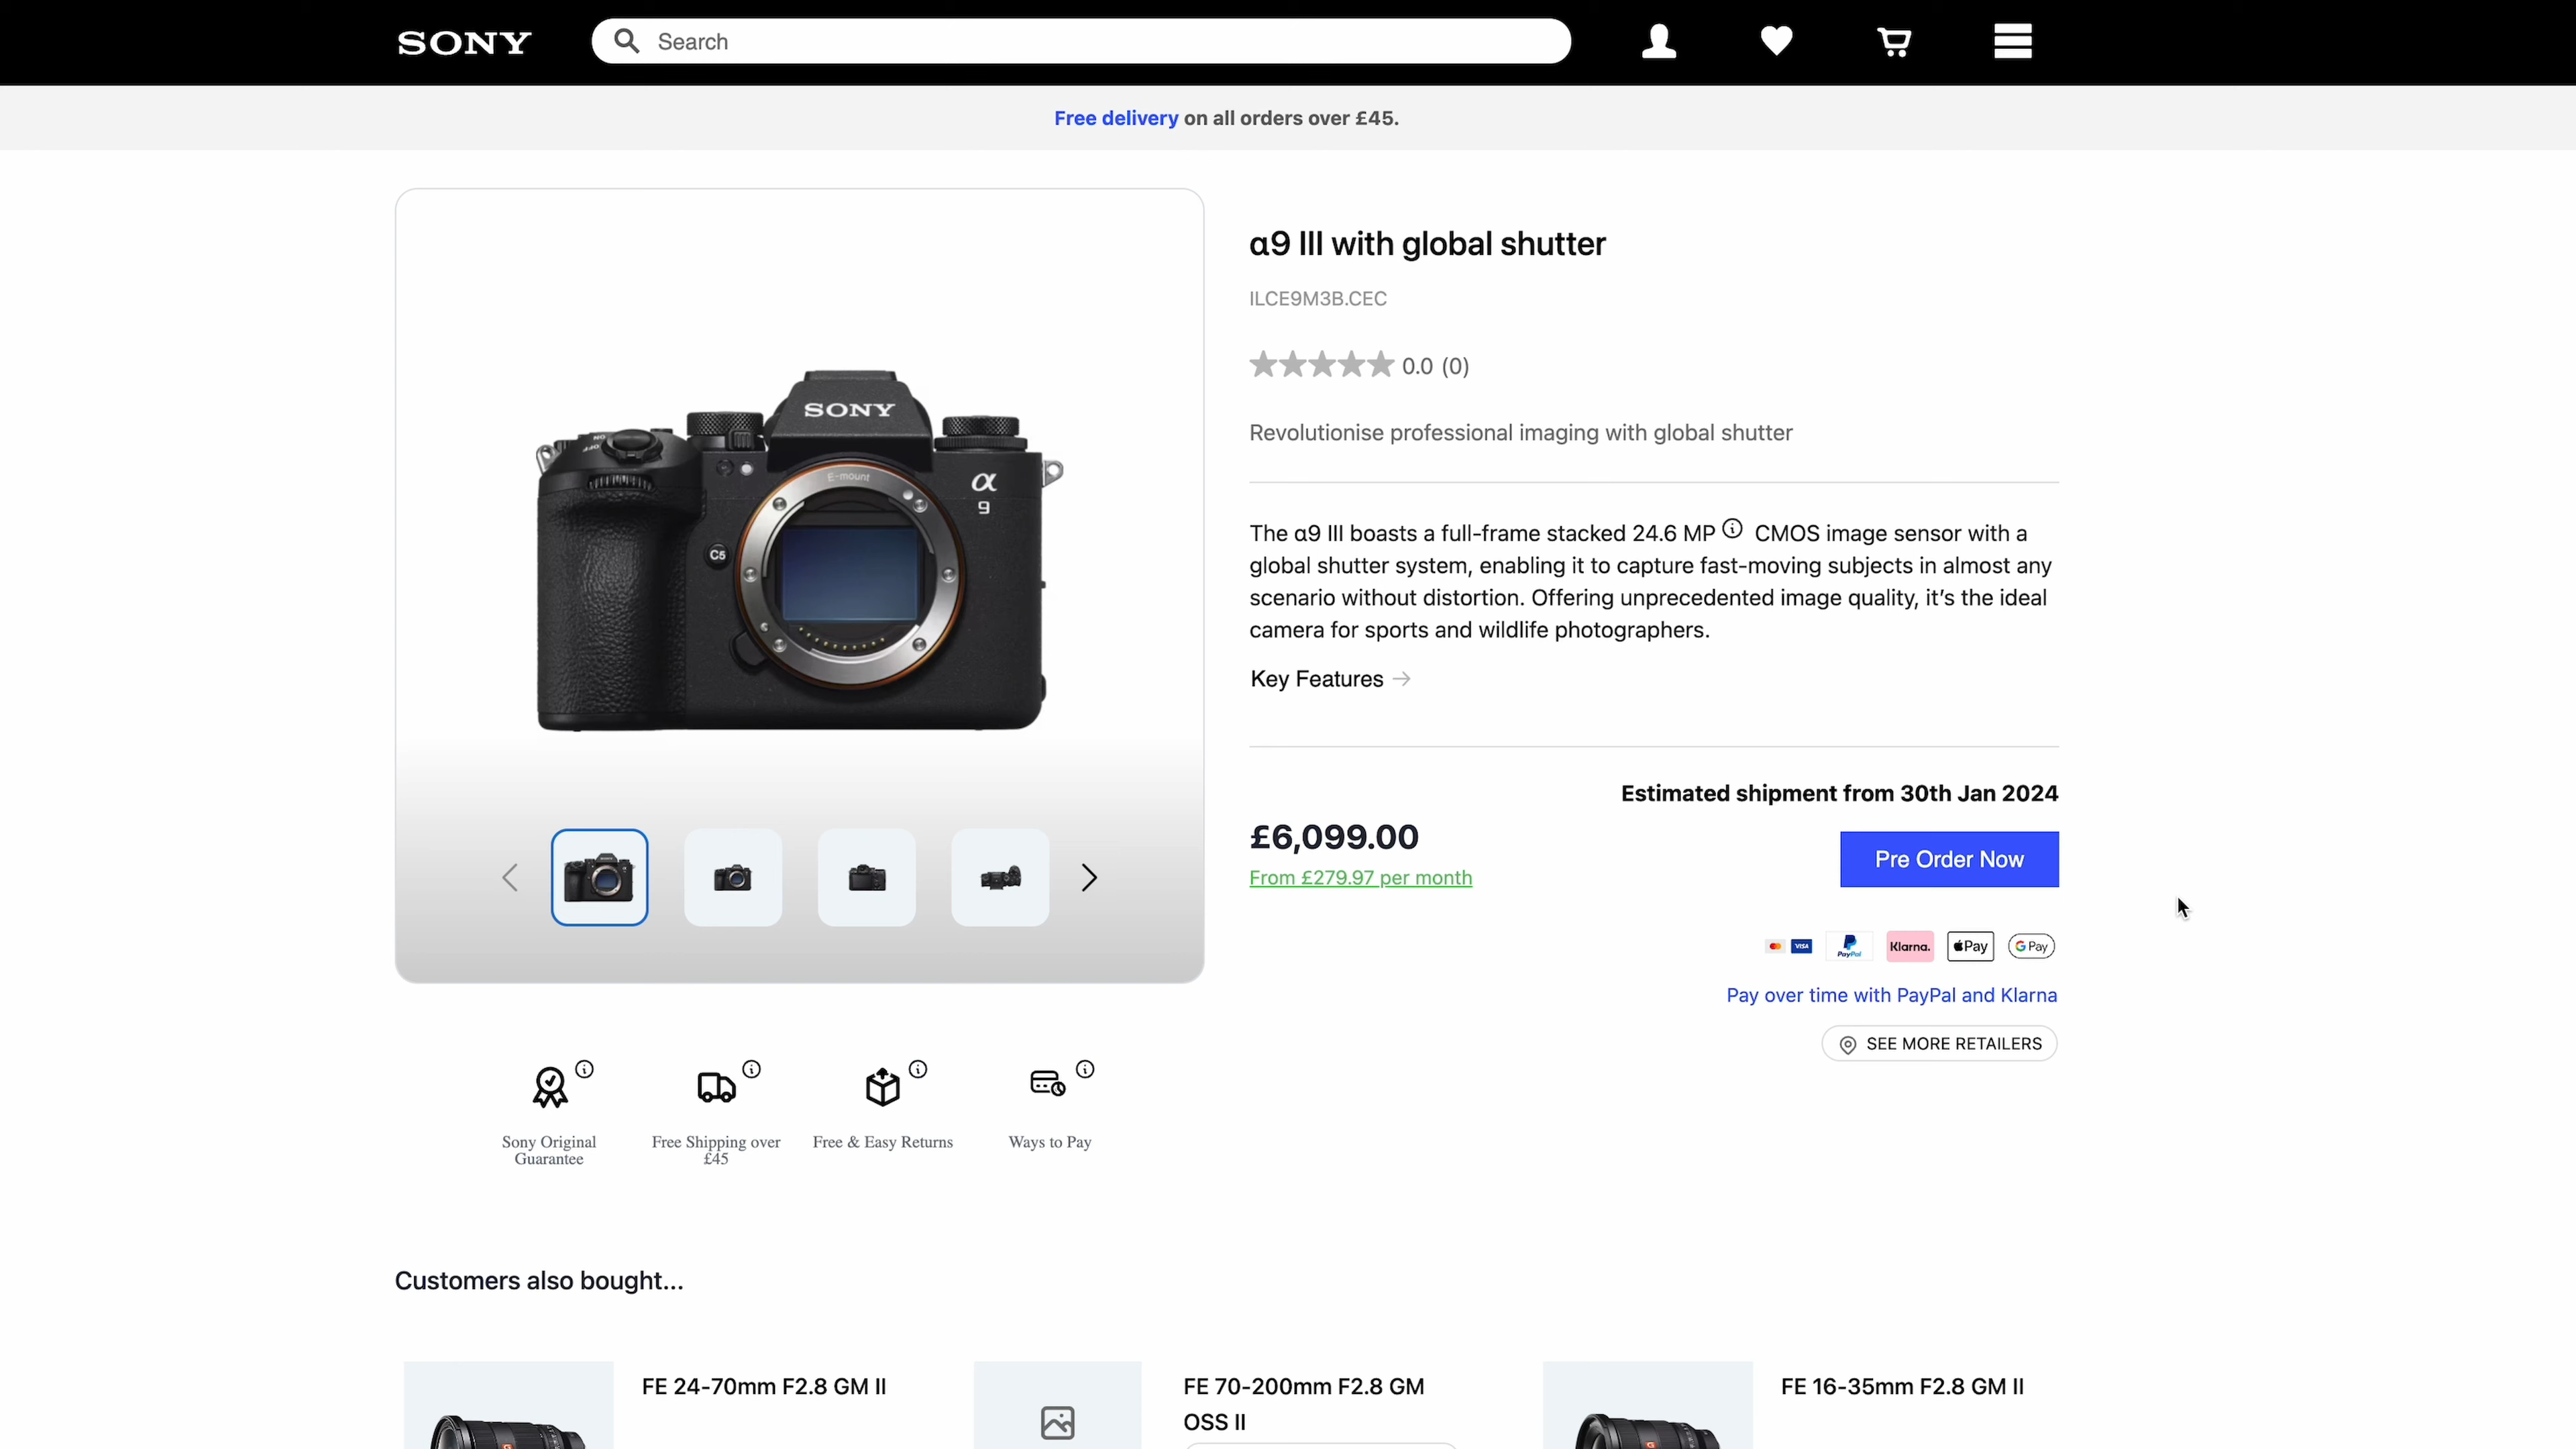 SONY
Search
Free delivery on all orders over £45.
SONY
E-mount
α
9
C5
ON
OFF
α9 III with global shutter
ILCE9M3B.CEC
0.0 (0)
Revolutionise professional imaging with global shutter
The α9 III boasts a full-frame stacked 24.6 MP ⓘ CMOS image sensor with a
global shutter system, enabling it to capture fast-moving subjects in almost any
scenario without distortion. Offering unprecedented image quality, it's the ideal
camera for sports and wildlife photographers.
Key Features →
Estimated shipment from 30th Jan 2024
£6,099.00
Pre Order Now
From £279.97 per month
VISA PayPal Klarna. Pay G Pay
Pay over time with PayPal and Klarna
SEE MORE RETAILERS
Sony Original
Guarantee
Free Shipping over
£45
Free & Easy Returns
Ways to Pay
Customers also bought...
FE 24-70mm F2.8 GM II
FE 70-200mm F2.8 GM
OSS II
FE 16-35mm F2.8 GM II
G
G